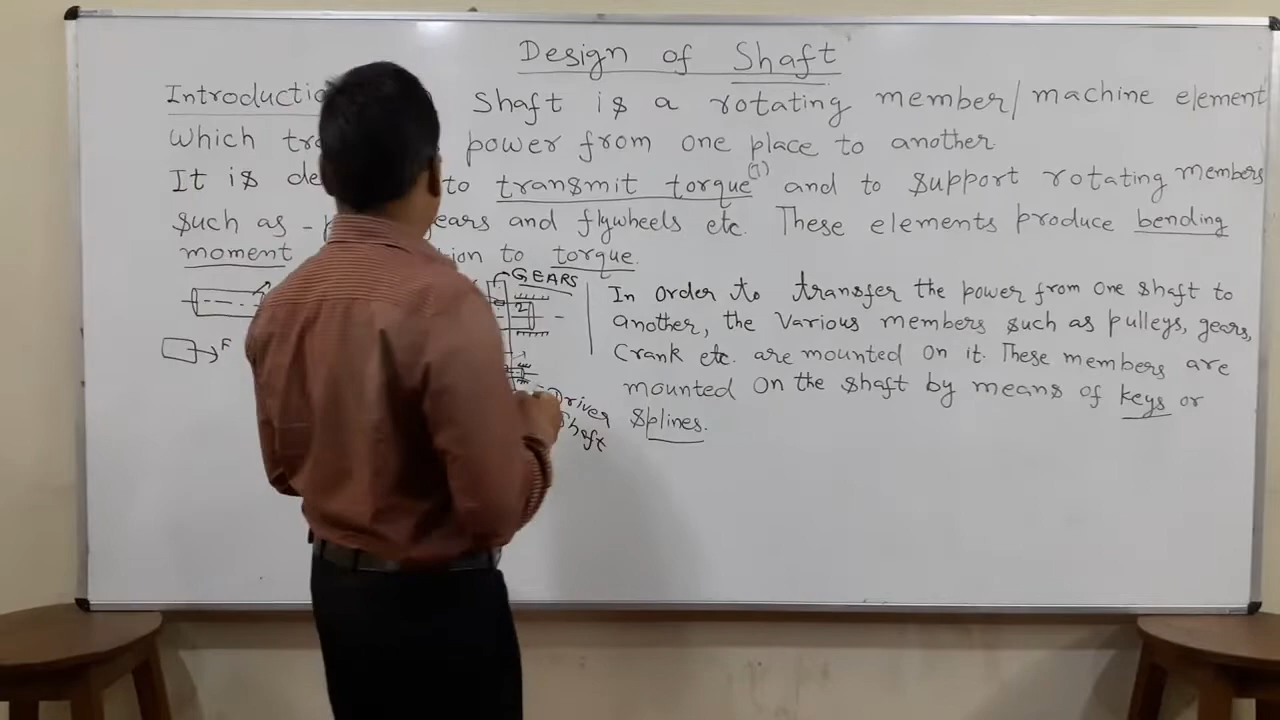 Design of Shaft
Introductio Shaft is a rotating member/machine element
which tra power from one place to another
It is de to transmit torque (T) and to support rotating members
such as - p ears and flywheels etc. These elements produce bending
moment ion to torque.
GEARS
2
F
Driver
Shaft
In order to transfer the power from one shaft to
another, the various members such as pulleys, gears,
Crank etc. are mounted on it. These members are
mounted on the shaft by means of keys or
splines.